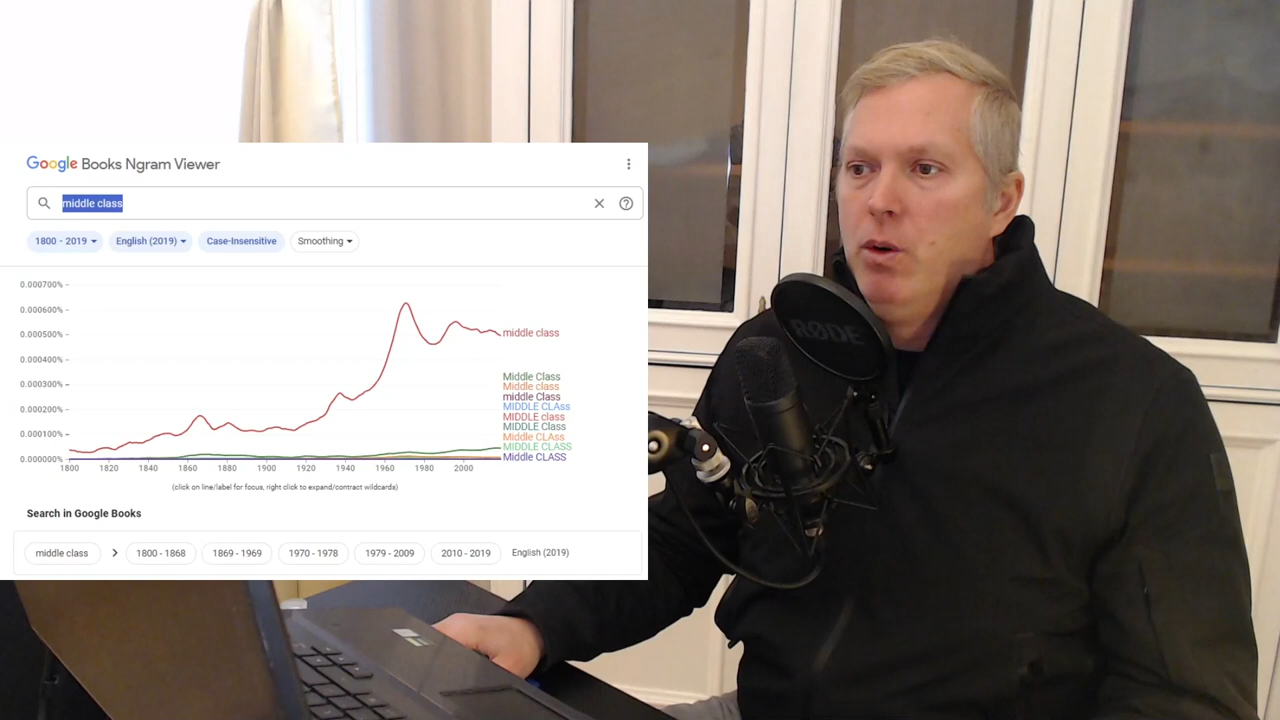 Google Books Ngram Viewer
middle class
1800 - 2019 English (2019) Case-Insensitive Smoothing
0.000700%
0.000600%
0.000500%
0.000400%
0.000300%
0.000200%
0.000100%
0.000000%
middle class
Middle Class
Middle class
middle Class
MIDDLE CLAss
MIDDLE class
MIDDLE Class
Middle CLAss
MIDDLE CLASS
Middle CLASS
1800 1820 1840 1860 1880 1900 1920 1940 1960 1980 2000
(click on line/label for focus, right click to expand/contract wildcards)
Search in Google Books
middle class 1800 - 1868 1869 - 1969 1970 - 1978 1979 - 2009 2010 - 2019 English (2019)
RØDE